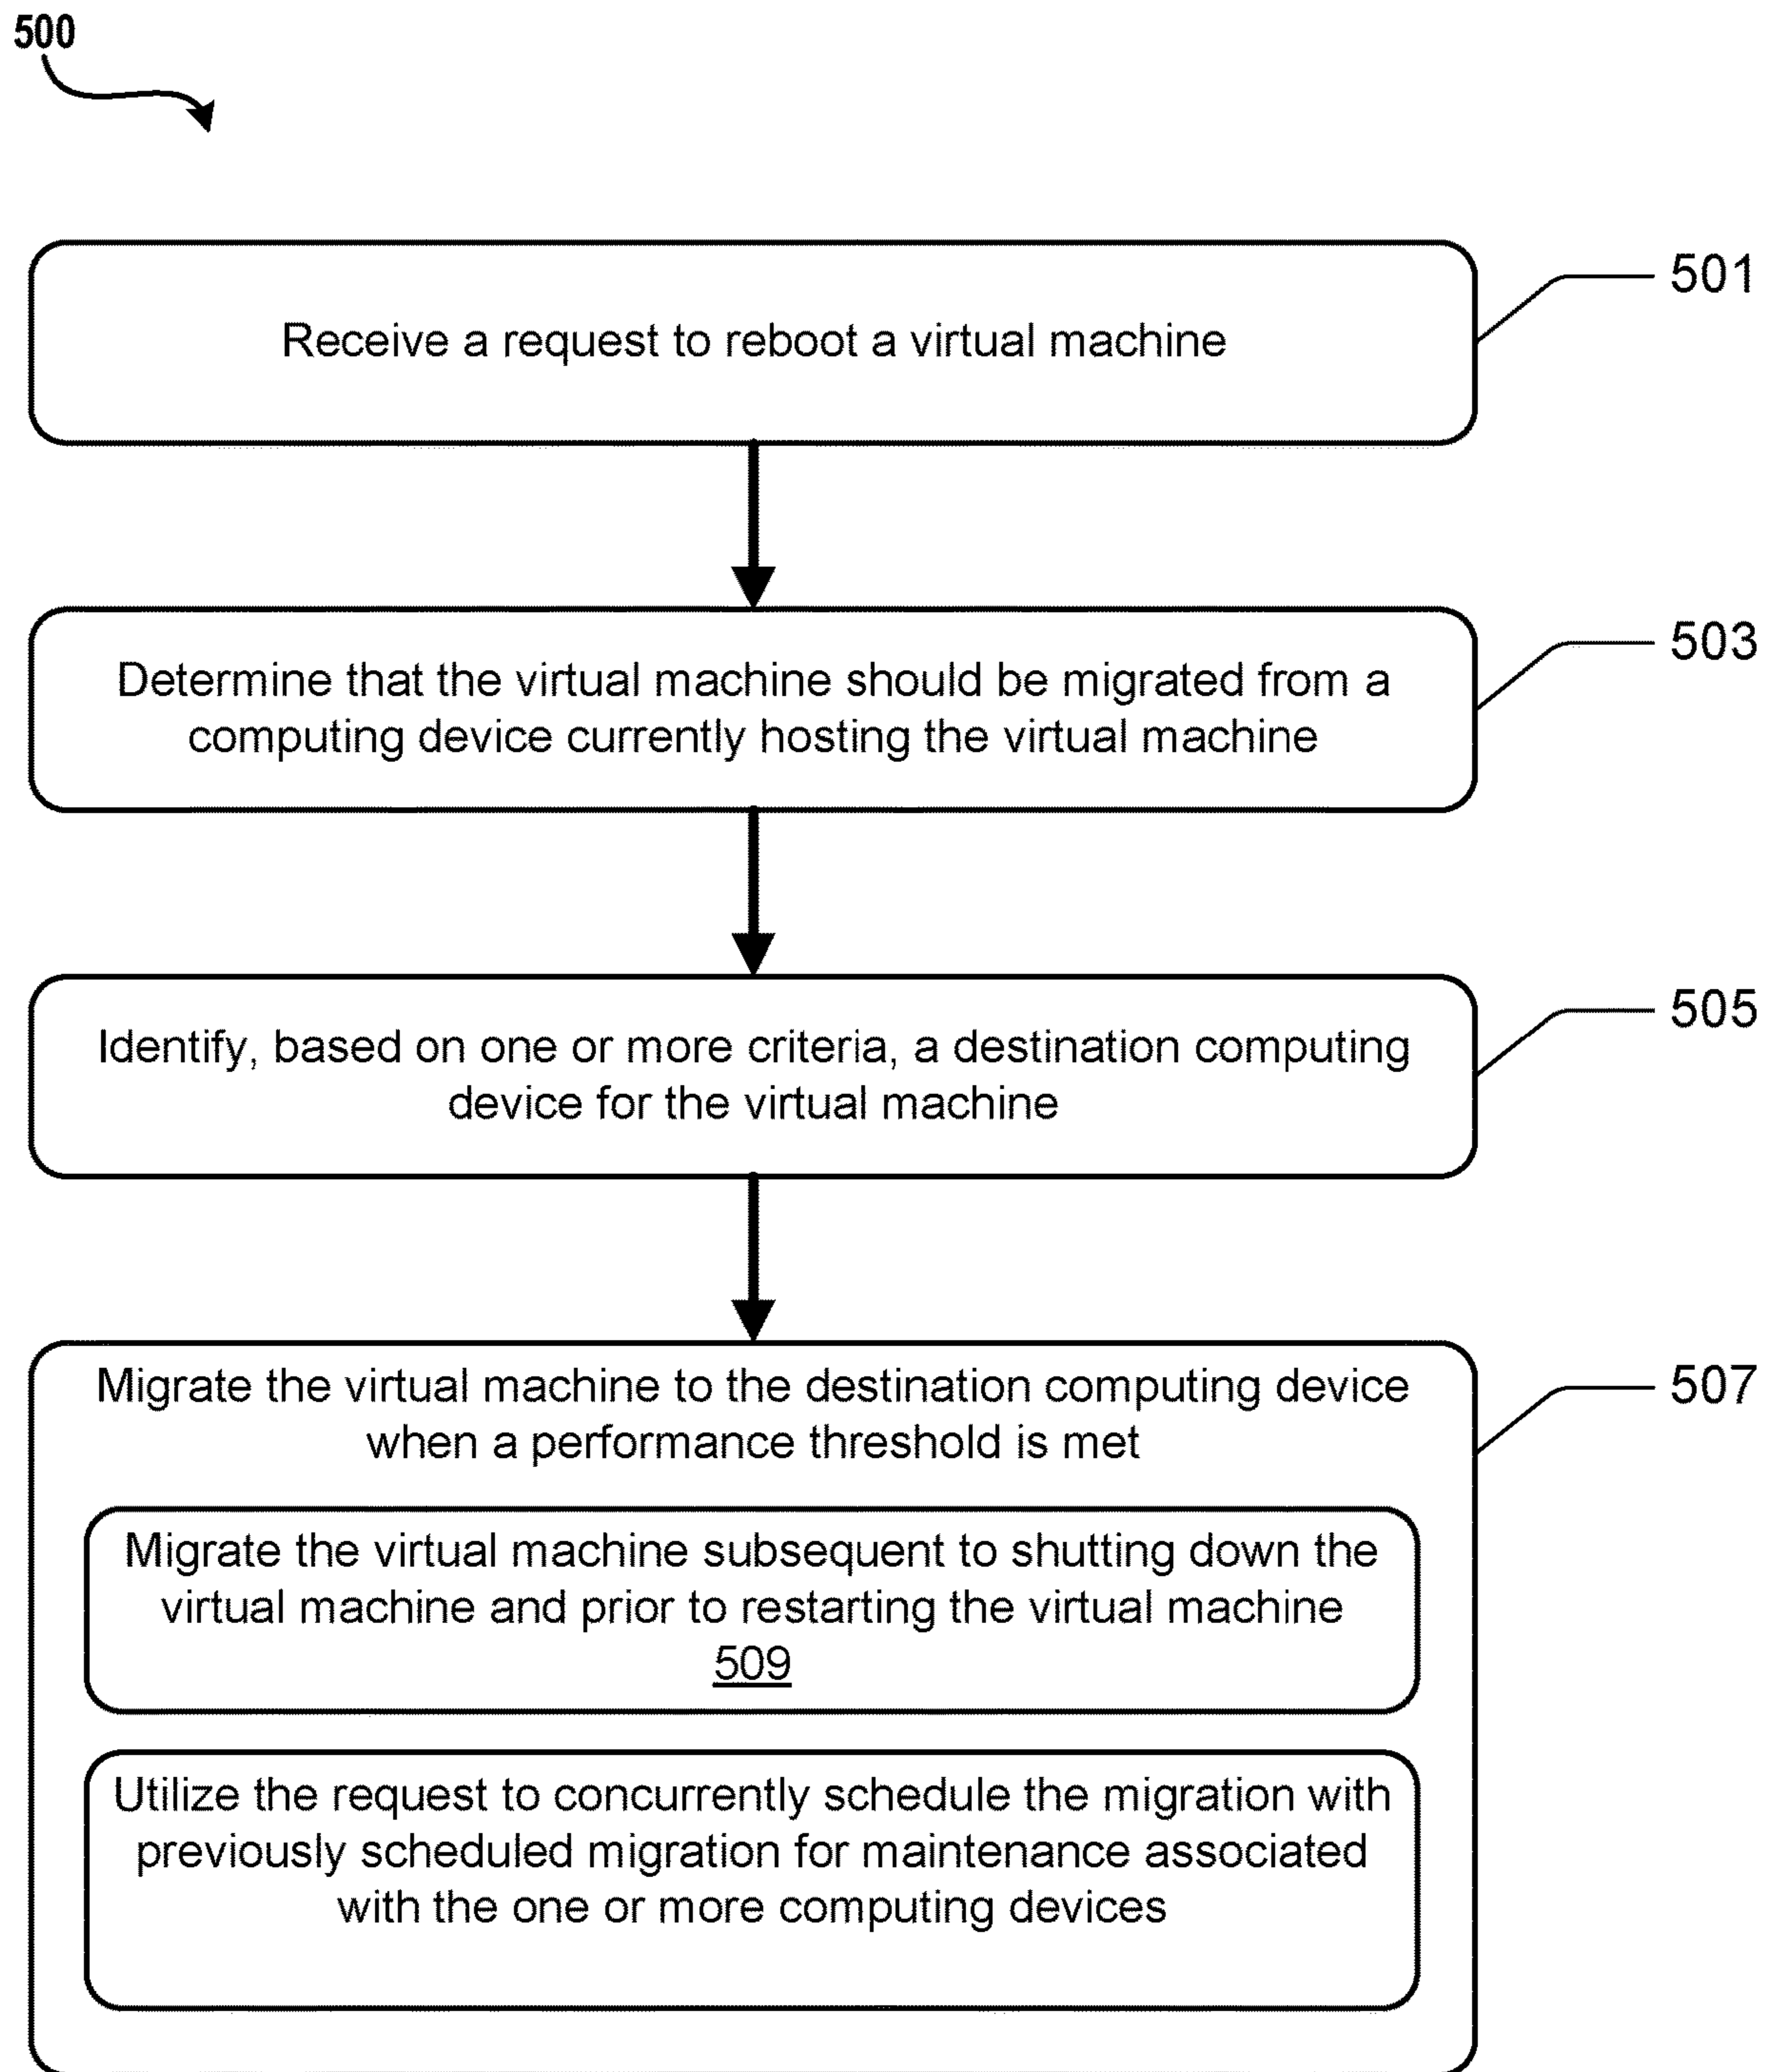 500
Receive a request to reboot a virtual machine
501
Determine that the virtual machine should be migrated from a
computing device currently hosting the virtual machine
503
Identify, based on one or more criteria, a destination computing
device for the virtual machine
505
Migrate the virtual machine to the destination computing device
when a performance threshold is met
507
Migrate the virtual machine subsequent to shutting down the
virtual machine and prior to restarting the virtual machine
509
Utilize the request to concurrently schedule the migration with
previously scheduled migration for maintenance associated
with the one or more computing devices